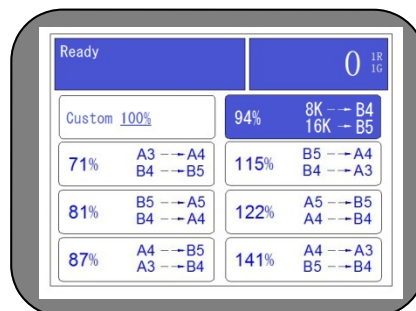 Ready
0 1R
1G
Custom 100%
94% 8K --→ B4
16K → B5
71% A3 --→ A4
B4 --→ B5
115% B5 --→ A4
B4 --→ A3
81% B5 --→ A5
B4 --→ A4
122% A5 --→ B5
A4 --→ B4
87% A4 --→ B5
A3 --→ B4
141% A4 --→ A3
B5 --→ B4